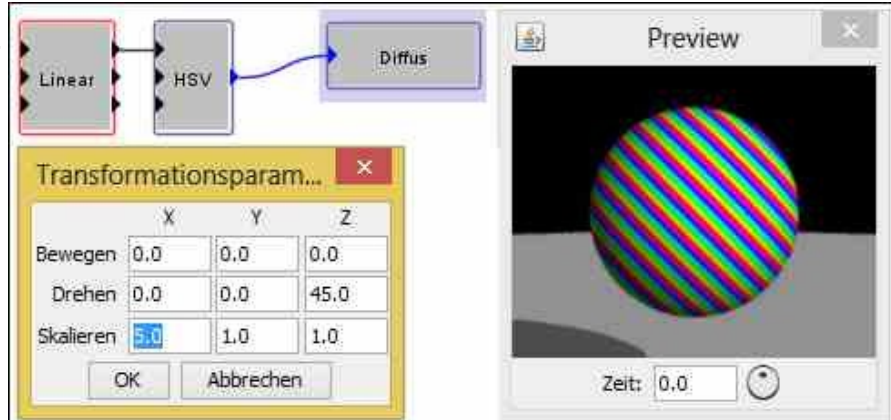 Linear
HSV
Diffus
Transformationsparam...
X Y Z
Bewegen 0.0 0.0 0.0
Drehen 0.0 0.0 45.0
Skalieren 5.0 1.0 1.0
OK Abbrechen
Preview
Zeit: 0.0